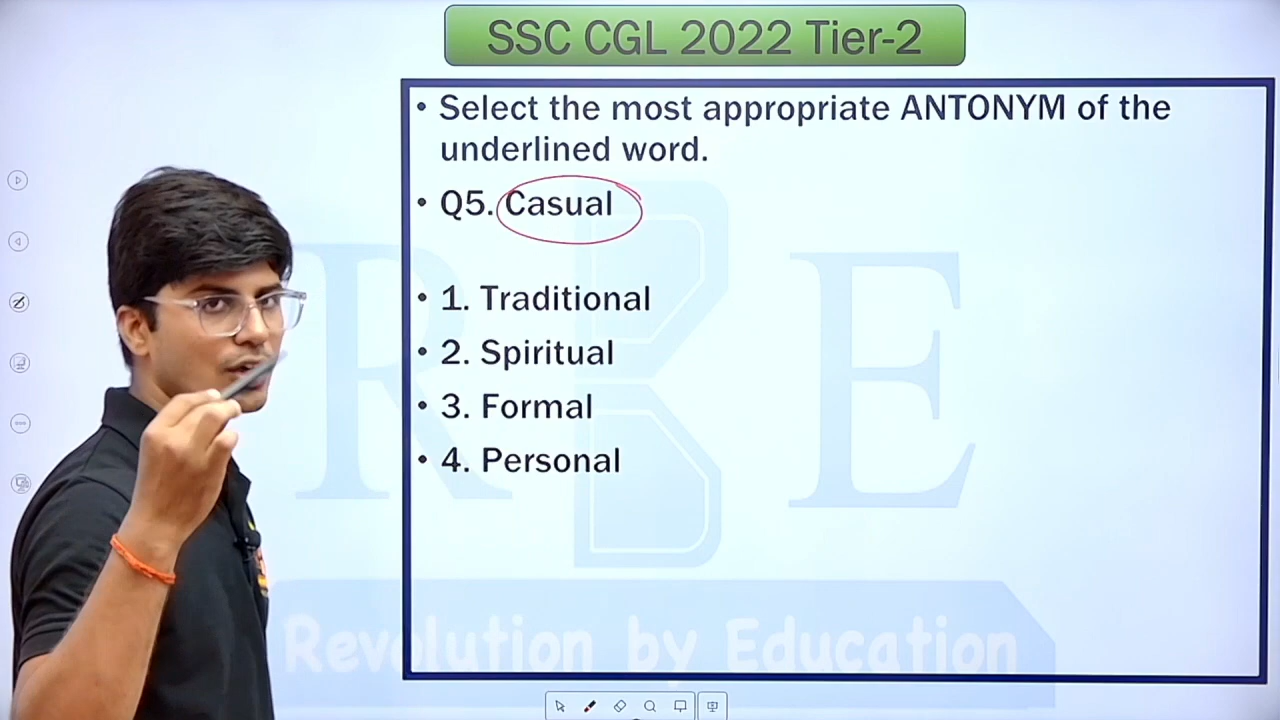 SSC CGL 2022 Tier-2
• Select the most appropriate ANTONYM of the
underlined word.
• Q5. Casual
• 1. Traditional
• 2. Spiritual
• 3. Formal
• 4. Personal
R B E
Revolution by Education